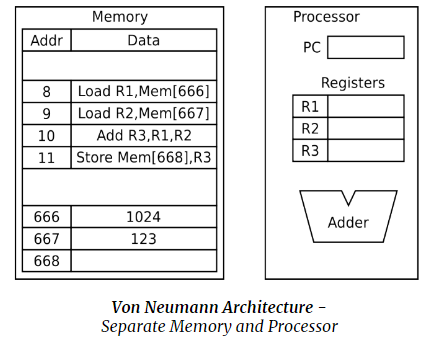 Memory
Addr Data
8 Load R1,Mem[666]
9 Load R2,Mem[667]
10 Add R3,R1,R2
11 Store Mem[668],R3
666 1024
667 123
668
Processor
PC
Registers
R1
R2
R3
Adder
Von Neumann Architecture –
Separate Memory and Processor